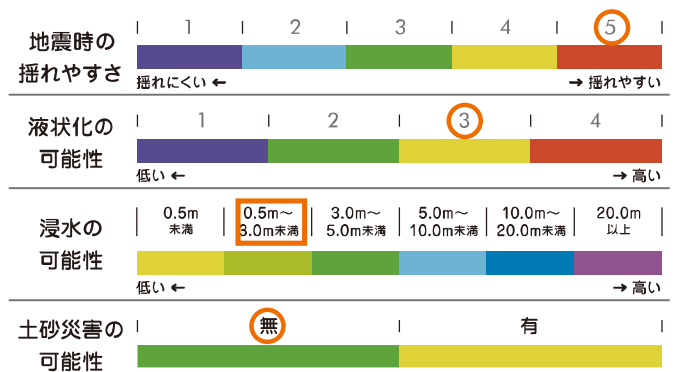 地震時の
揺れやすさ
1 2 3 4 5
揺れにくい ← → 揺れやすい
液状化の
可能性
1 2 3 4
低い ← → 高い
浸水の
可能性
0.5m 0.5m～ 3.0m～ 5.0m～ 10.0m～ 20.0m
未満 3.0m未満 5.0m未満 10.0m未満 20.0m未満 以上
低い ← → 高い
土砂災害の
可能性
無 有